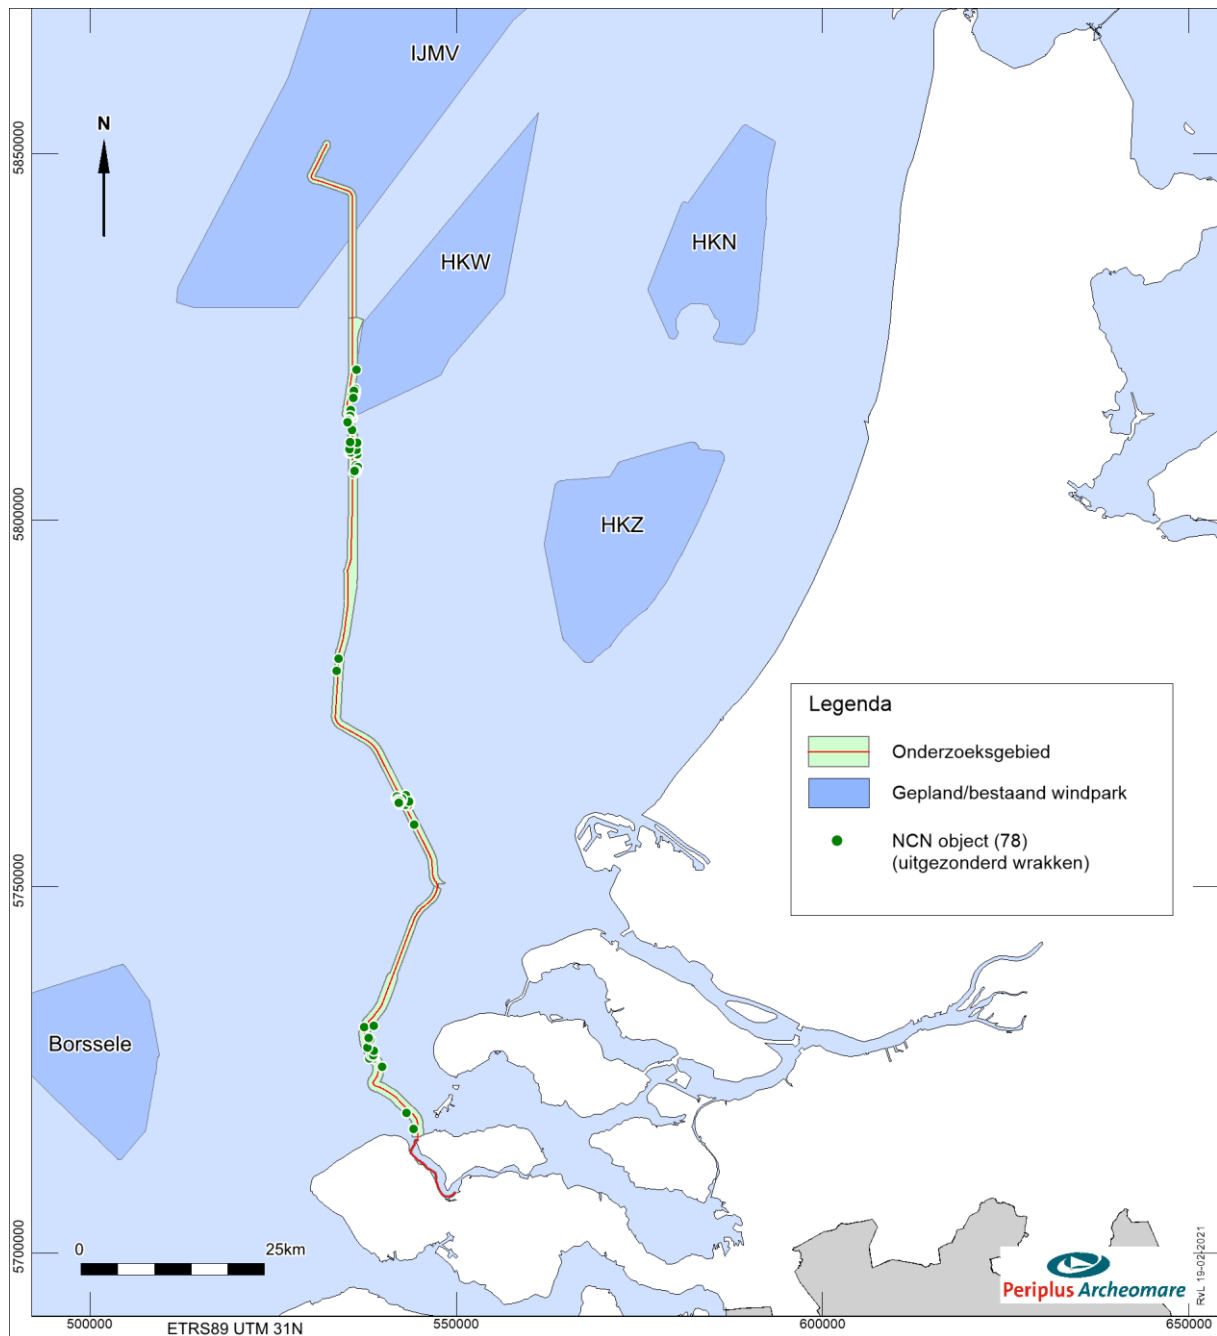 IJMV
N
5850000
HKW
HKN
5800000
HKZ
Legenda
Onderzoeksgebied
Gepland/bestaand windpark
NCN object (78)
(uitgezonderd wrakken)
5750000
Borssele
5700000
0 25km
Periplus Archeomare
RvL 19-02-2021
500000 550000 600000 650000
ETRS89 UTM 31N